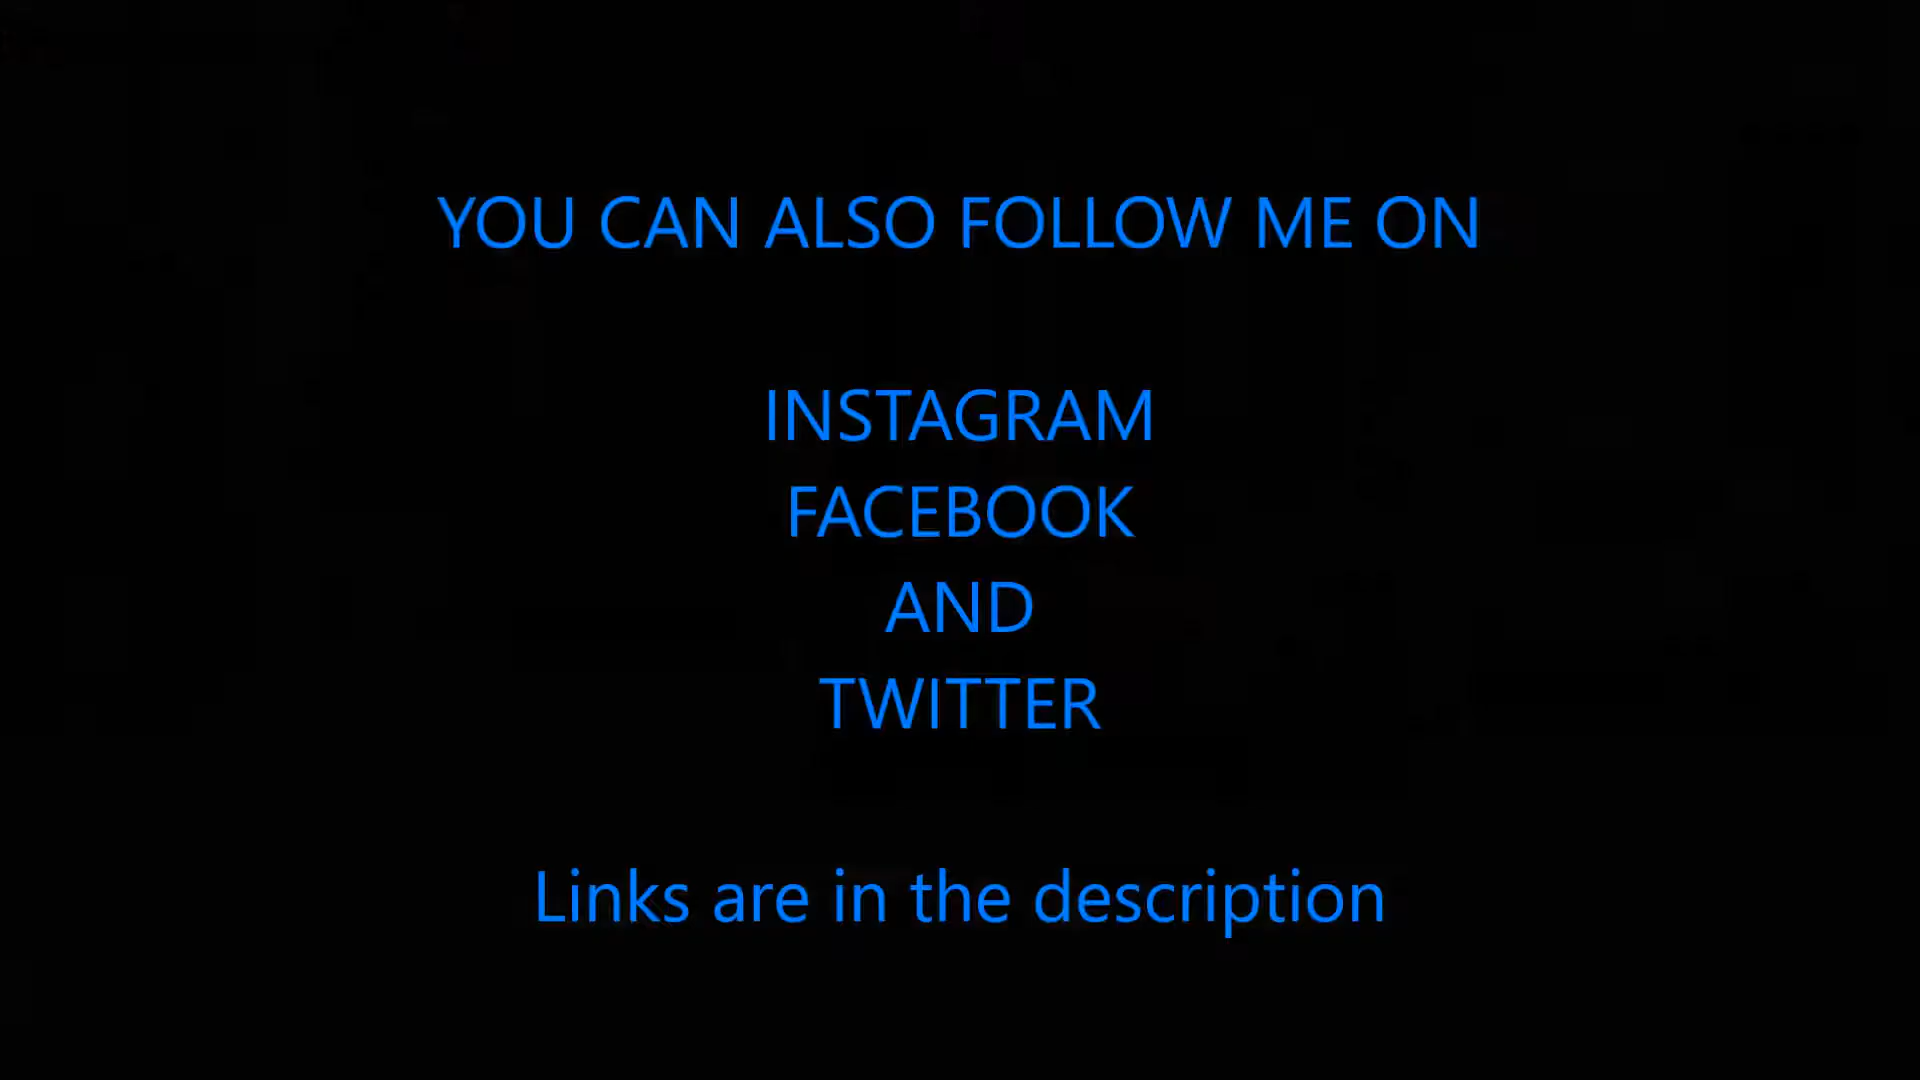 YOU CAN ALSO FOLLOW ME ON
INSTAGRAM
FACEBOOK
AND
TWITTER
Links are in the description